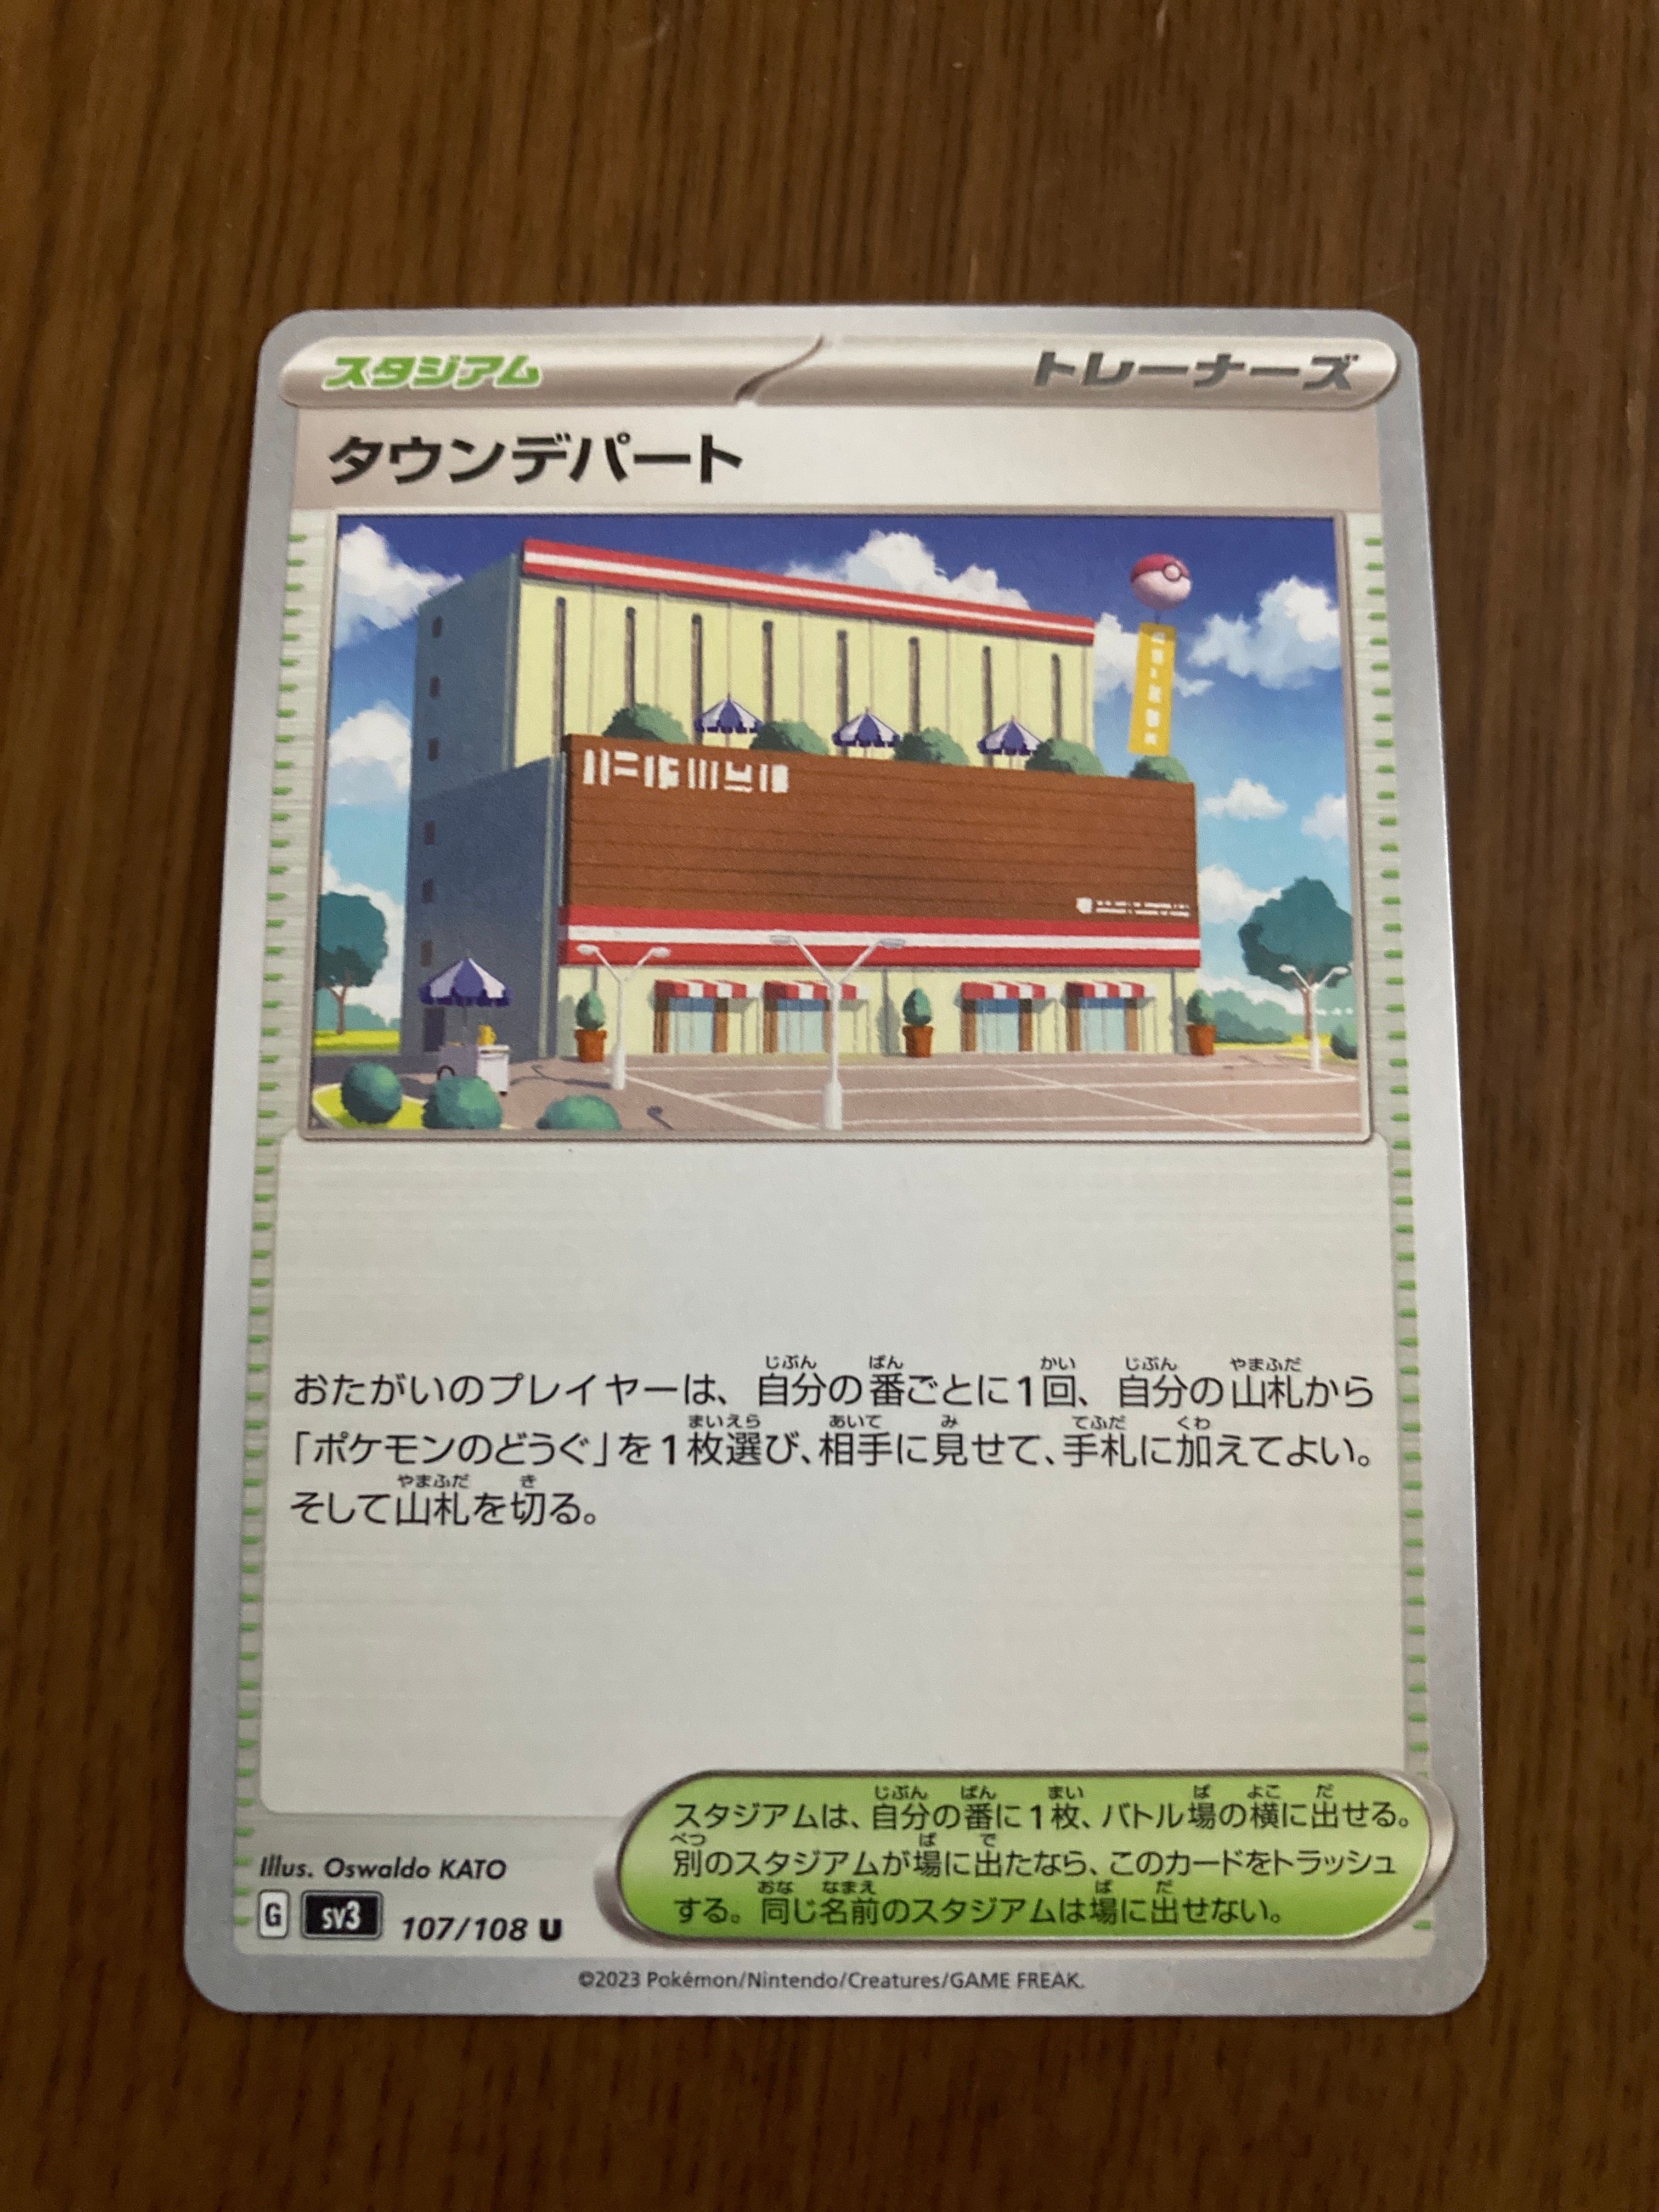 スタジアム
トレーナーズ
タウンデパート
おたがいのプレイヤーは、自分の番ごとに1回、自分の山札から
「ポケモンのどうぐ」を1枚選び、相手に見せて、手札に加えてよい。
そして山札を切る。
スタジアムは、自分の番に1枚、バトル場の横に出せる。
別のスタジアムが場に出たなら、このカードをトラッシュ
する。同じ名前のスタジアムは場に出せない。
Illus. Oswaldo KATO
G SV3 107/108 U
©2023 Pokémon/Nintendo/Creatures/GAME FREAK.